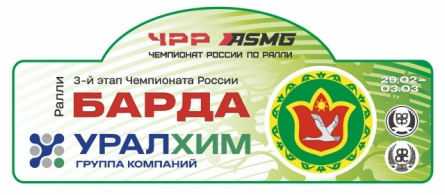 ЧРР ASMG
ЧЕМПИОНАТ РОССИИ ПО РАЛЛИ
3-й этап Чемпионата России
Ралли
БАРДА
УРАЛХИМ
ГРУППА КОМПАНИЙ
29.02-
03.03